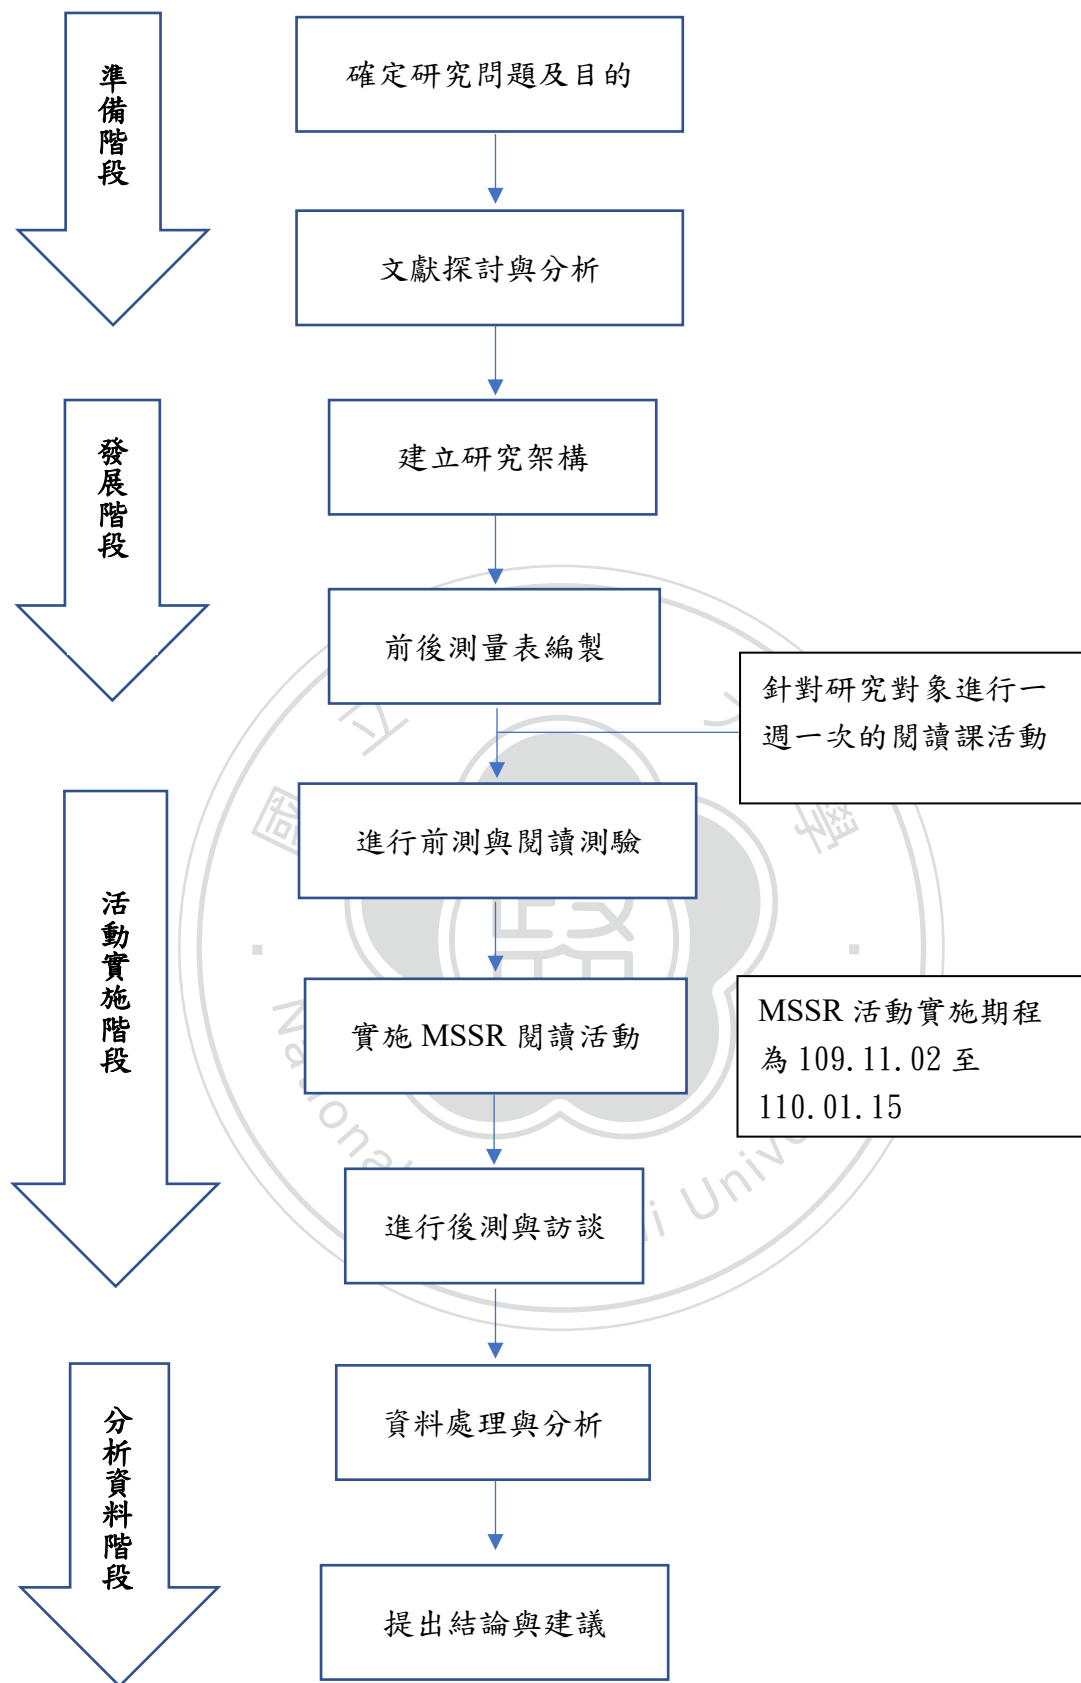 準備階段
確定研究問題及目的
文獻探討與分析
發展階段
建立研究架構
前後測量表編製
針對研究對象進行一
週一次的閱讀課活動
活動實施階段
進行前測與閱讀測驗
實施 MSSR 閱讀活動
MSSR 活動實施期程
為 109.11.02 至
110.01.15
進行後測與訪談
分析資料階段
資料處理與分析
提出結論與建議
國立
學
政
National
i Univ